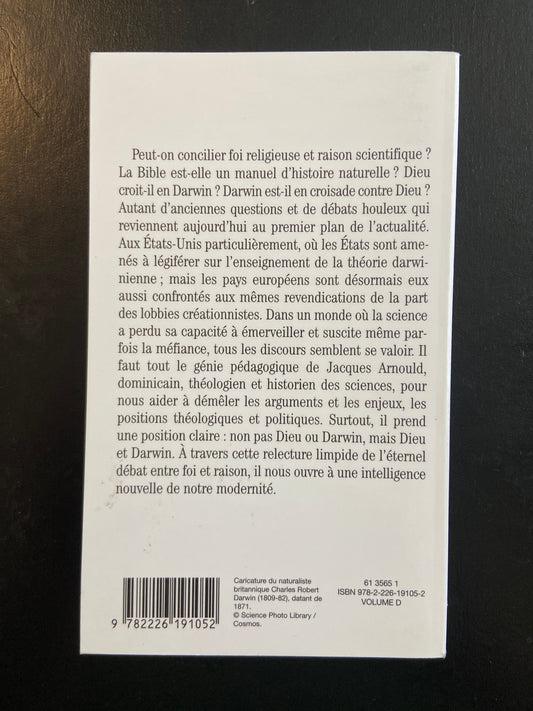 Peut-on concilier foi religieuse et raison scientifique ?
La Bible est-elle un manuel d'histoire naturelle ? Dieu
croit-il en Darwin ? Darwin est-il en croisade contre Dieu ?
Autant d'anciennes questions et de débats houleux qui
reviennent aujourd'hui au premier plan de l'actualité.
Aux États-Unis particulièrement, où les États sont ame-
nés à légiférer sur l'enseignement de la théorie darwi-
nienne ; mais les pays européens sont désormais eux
aussi confrontés aux mêmes revendications de la part
des lobbies créationnistes. Dans un monde où la science
a perdu sa capacité à émerveiller et suscite même par-
fois la méfiance, tous les discours semblent se valoir. Il
faut tout le génie pédagogique de Jacques Arnould,
dominicain, théologien et historien des sciences, pour
nous aider à démêler les arguments et les enjeux, les
positions théologiques et politiques. Surtout, il prend
une position claire : non pas Dieu ou Darwin, mais Dieu
et Darwin. À travers cette relecture limpide de l'éternel
débat entre foi et raison, il nous ouvre à une intelligence
nouvelle de notre modernité.
9 782226 191052
Caricature du naturaliste
britannique Charles Robert
Darwin (1809-82), datant de
1871.
© Science Photo Library /
Cosmos.
61 3565 1
ISBN 978-2-226-19105-2
VOLUME D